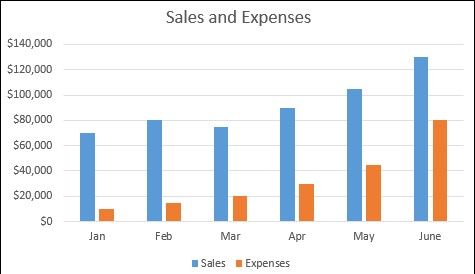 Sales and Expenses
$140,000
$120,000
$100,000
$80,000
$60,000
$40,000
$20,000
$0
Jan Feb Mar Apr May June
Sales Expenses